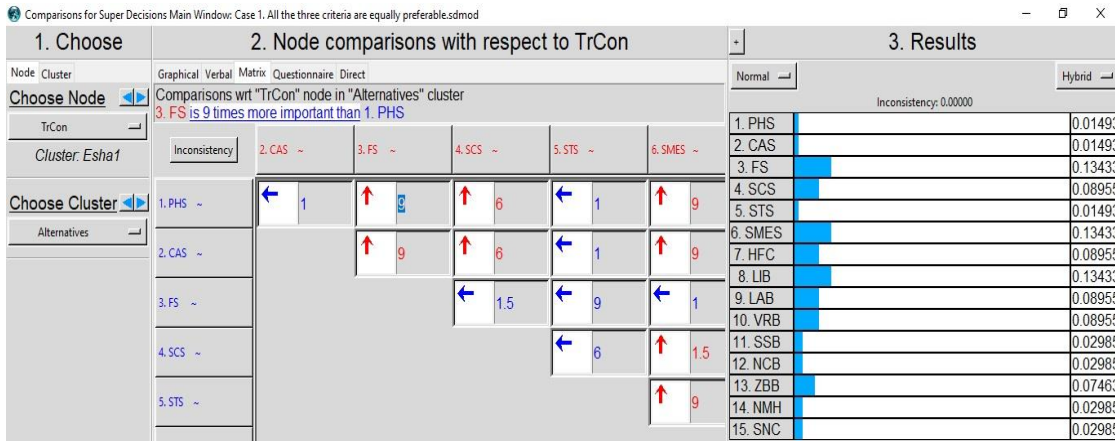 Comparisons for Super Decisions Main Window: Case 1. All the three criteria are equally preferable.sdmod
1. Choose
Node Cluster
Choose Node
TrCon
Cluster: Esha1
Choose Cluster
Alternatives
2. Node comparisons with respect to TrCon
Graphical Verbal Matrix Questionnaire Direct
Comparisons wrt "TrCon" node in "Alternatives" cluster
3. FS is 9 times more important than 1. PHS
Inconsistency 2. CAS ~ 3. FS ~ 4. SCS ~ 5. STS ~ 6. SMES ~
1. PHS ~ 1 9 6 1 9
2. CAS ~ 9 6 1 9
3. FS ~ 1.5 9 1
4. SCS ~ 6 1.5
5. STS ~ 9
+ 3. Results
Normal Hybrid
Inconsistency: 0.00000
1. PHS 0.01493
2. CAS 0.01493
3. FS 0.13433
4. SCS 0.08955
5. STS 0.01493
6. SMES 0.13433
7. HFC 0.08955
8. LIB 0.13433
9. LAB 0.08955
10. VRB 0.08955
11. SSB 0.02985
12. NCB 0.02985
13. ZBB 0.07463
14. NMH 0.02985
15. SNC 0.02985